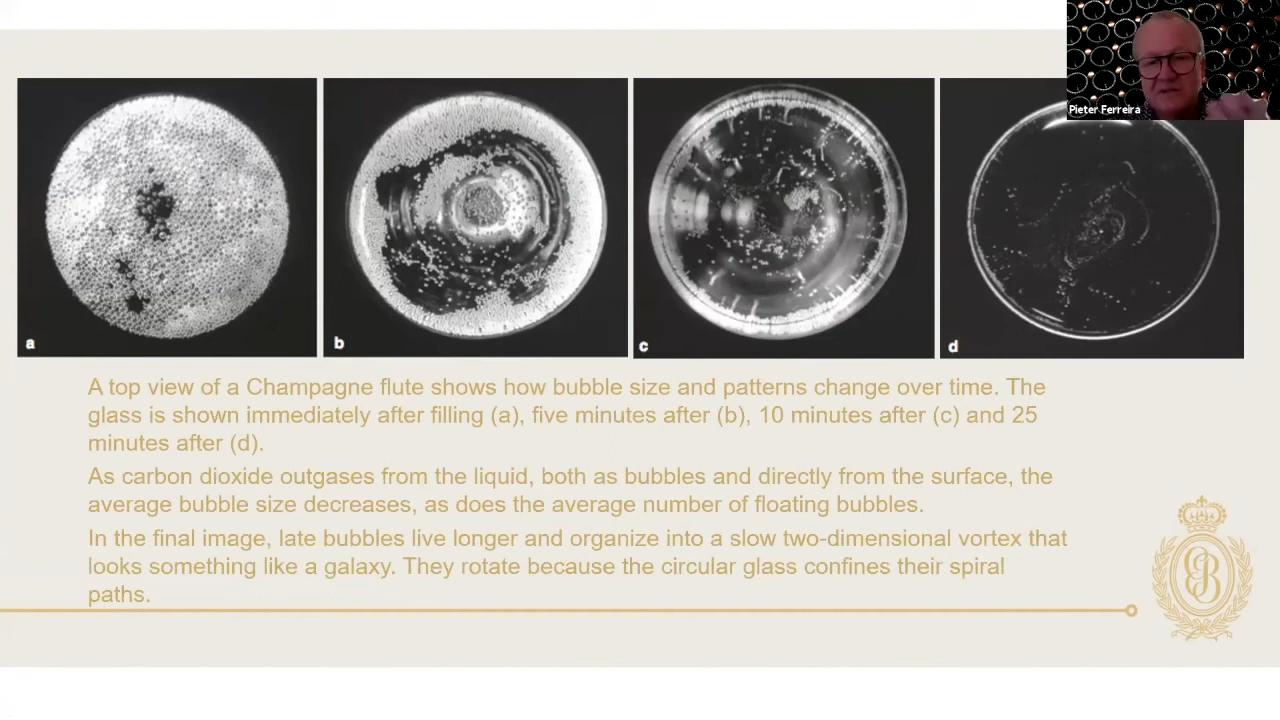 Pieter Ferreira
a
b
c
d
A top view of a Champagne flute shows how bubble size and patterns change over time. The
glass is shown immediately after filling (a), five minutes after (b), 10 minutes after (c) and 25
minutes after (d).
As carbon dioxide outgases from the liquid, both as bubbles and directly from the surface, the
average bubble size decreases, as does the average number of floating bubbles.
In the final image, late bubbles live longer and organize into a slow two-dimensional vortex that
looks something like a galaxy. They rotate because the circular glass confines their spiral
paths.